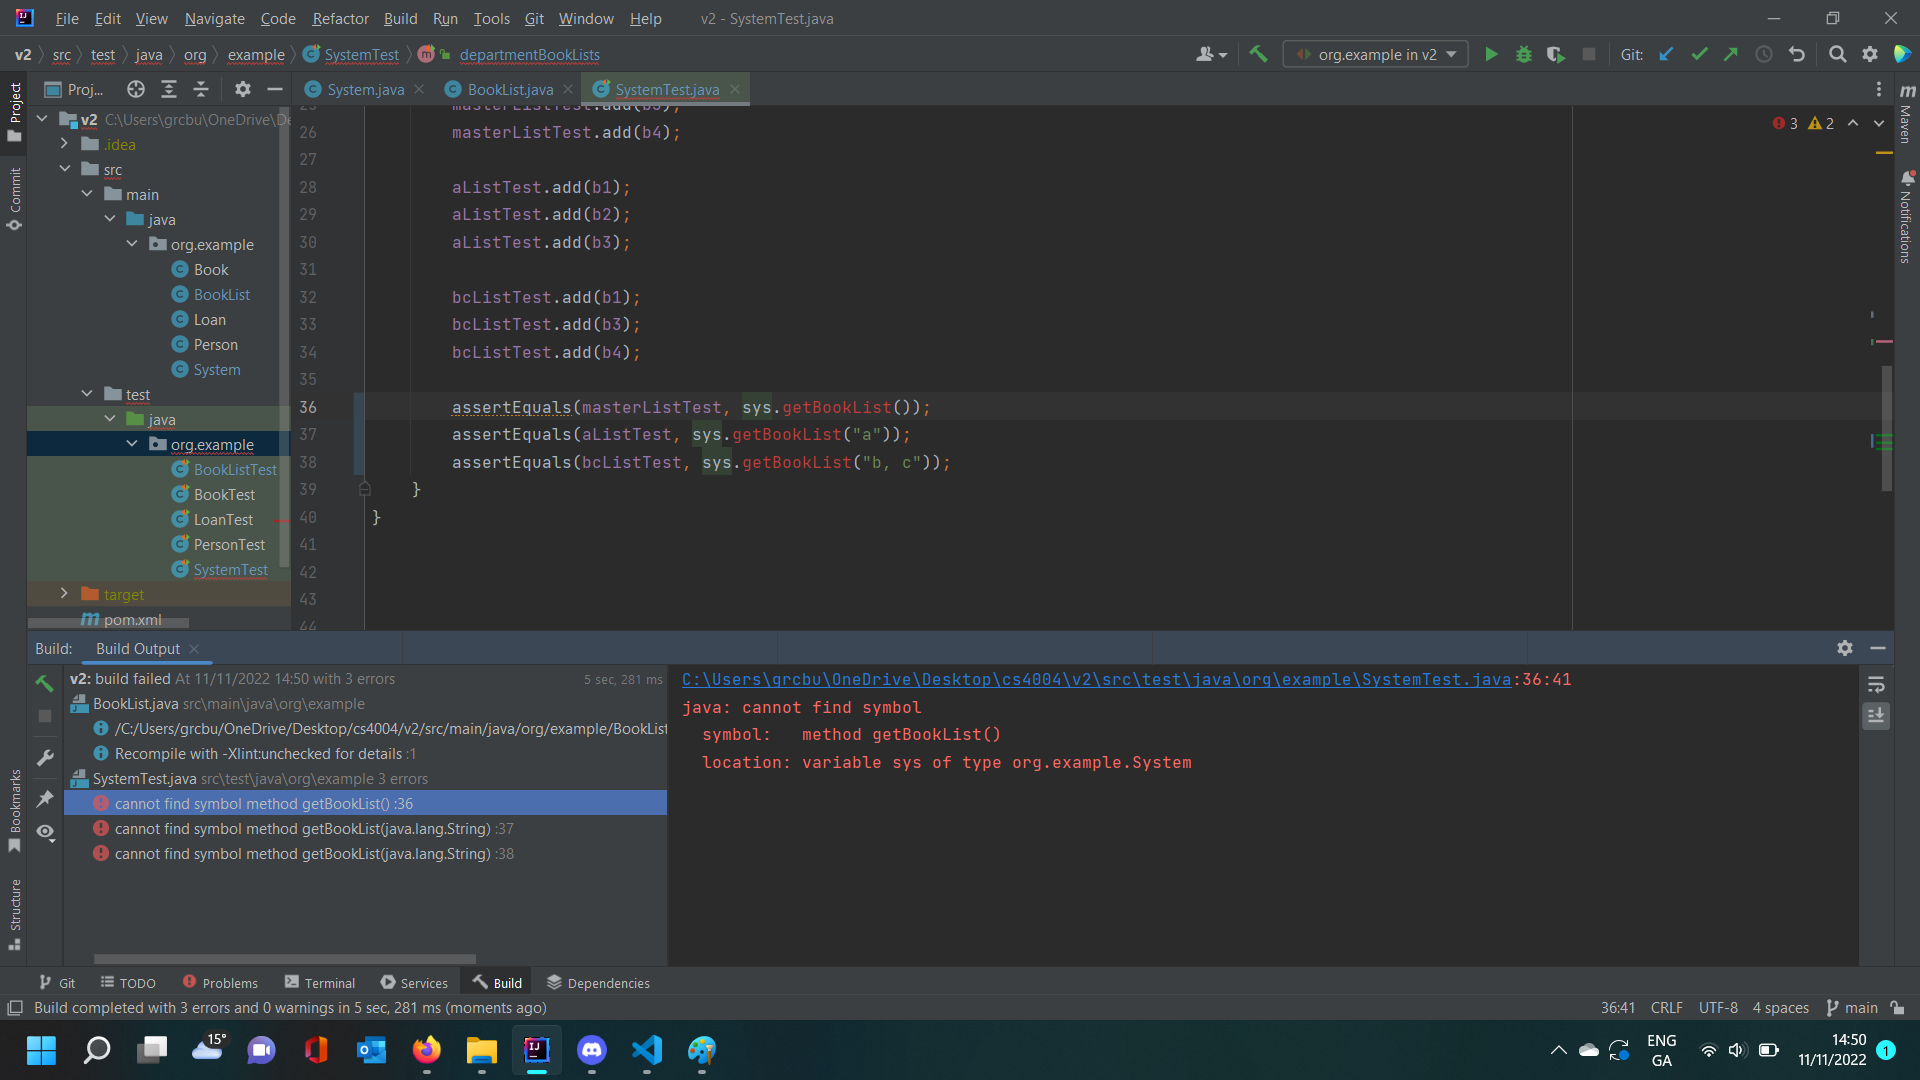 File Edit View Navigate Code Refactor Build Run Tools Git Window Help v2 - SystemTest.java
v2 src test java org example SystemTest departmentBookLists
org.example in v2 Git:
Proj... System.java BookList.java SystemTest.java
Project
Commit
Bookmarks
Structure
v2 C:\Users\grcbu\OneDrive\De
.idea
src
main
java
org.example
Book
BookList
Loan
Person
System
test
java
org.example
BookListTest
BookTest
LoanTest
PersonTest
SystemTest
target
pom.xml
25 masterListTest.add(b3);
26 masterListTest.add(b4);
27
28 aListTest.add(b1);
29 aListTest.add(b2);
30 aListTest.add(b3);
31
32 bcListTest.add(b1);
33 bcListTest.add(b3);
34 bcListTest.add(b4);
35
36 assertEquals(masterListTest, sys.getBookList());
37 assertEquals(aListTest, sys.getBookList("a"));
38 assertEquals(bcListTest, sys.getBookList("b, c"));
39 }
40 }
41
42
43
44
3 2
Maven
Notifications
Build: Build Output
v2: build failed At 11/11/2022 14:50 with 3 errors 5 sec, 281 ms
BookList.java src\main\java\org\example
/C:/Users/grcbu/OneDrive/Desktop/cs4004/v2/src/main/java/org/example/BookList
Recompile with -Xlint:unchecked for details :1
SystemTest.java src\test\java\org\example 3 errors
cannot find symbol method getBookList() :36
cannot find symbol method getBookList(java.lang.String) :37
cannot find symbol method getBookList(java.lang.String) :38
C:\Users\grcbu\OneDrive\Desktop\cs4004\v2\src\test\java\org\example\SystemTest.java:36:41
java: cannot find symbol
symbol: method getBookList()
location: variable sys of type org.example.System
Git TODO Problems Terminal Services Build Dependencies
Build completed with 3 errors and 0 warnings in 5 sec, 281 ms (moments ago) 36:41 CRLF UTF-8 4 spaces main
15°
ENG
GA
14:50
11/11/2022
1